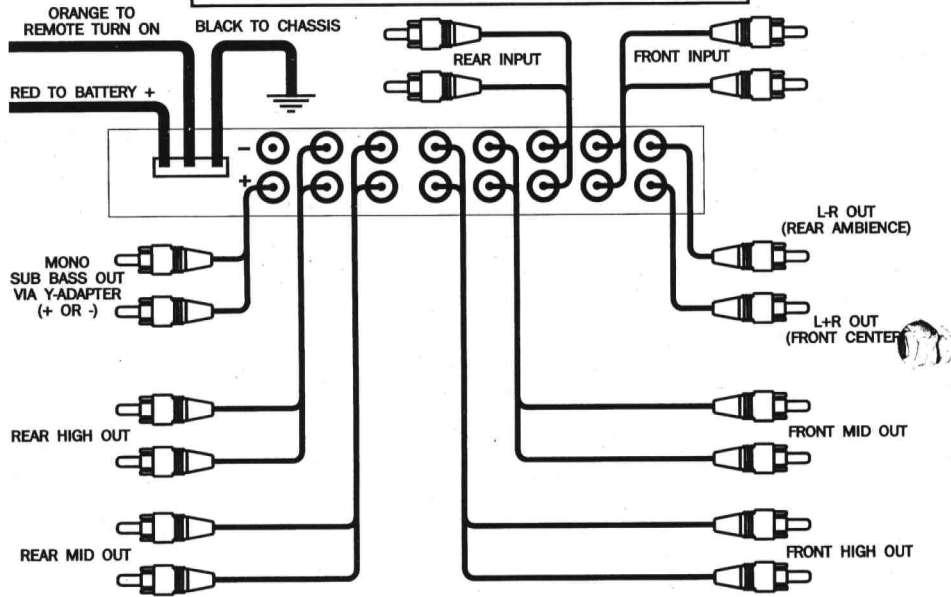 ORANGE TO
REMOTE TURN ON
BLACK TO CHASSIS
RED TO BATTERY +
REAR INPUT
FRONT INPUT
-
+
MONO
SUB BASS OUT
VIA Y-ADAPTER
(+ OR -)
L-R OUT
(REAR AMBIENCE)
L+R OUT
(FRONT CENTER
REAR HIGH OUT
FRONT MID OUT
REAR MID OUT
FRONT HIGH OUT